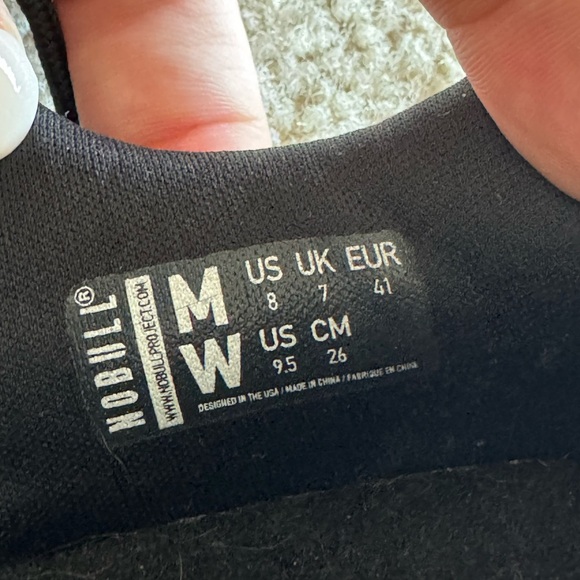 NOBULL®
WWW.NOBULLPROJECT.COM
M US UK EUR
8 7 41
W US CM
9.5 26
DESIGNED IN THE USA / MADE IN CHINA / FABRIQUE EN CHINE